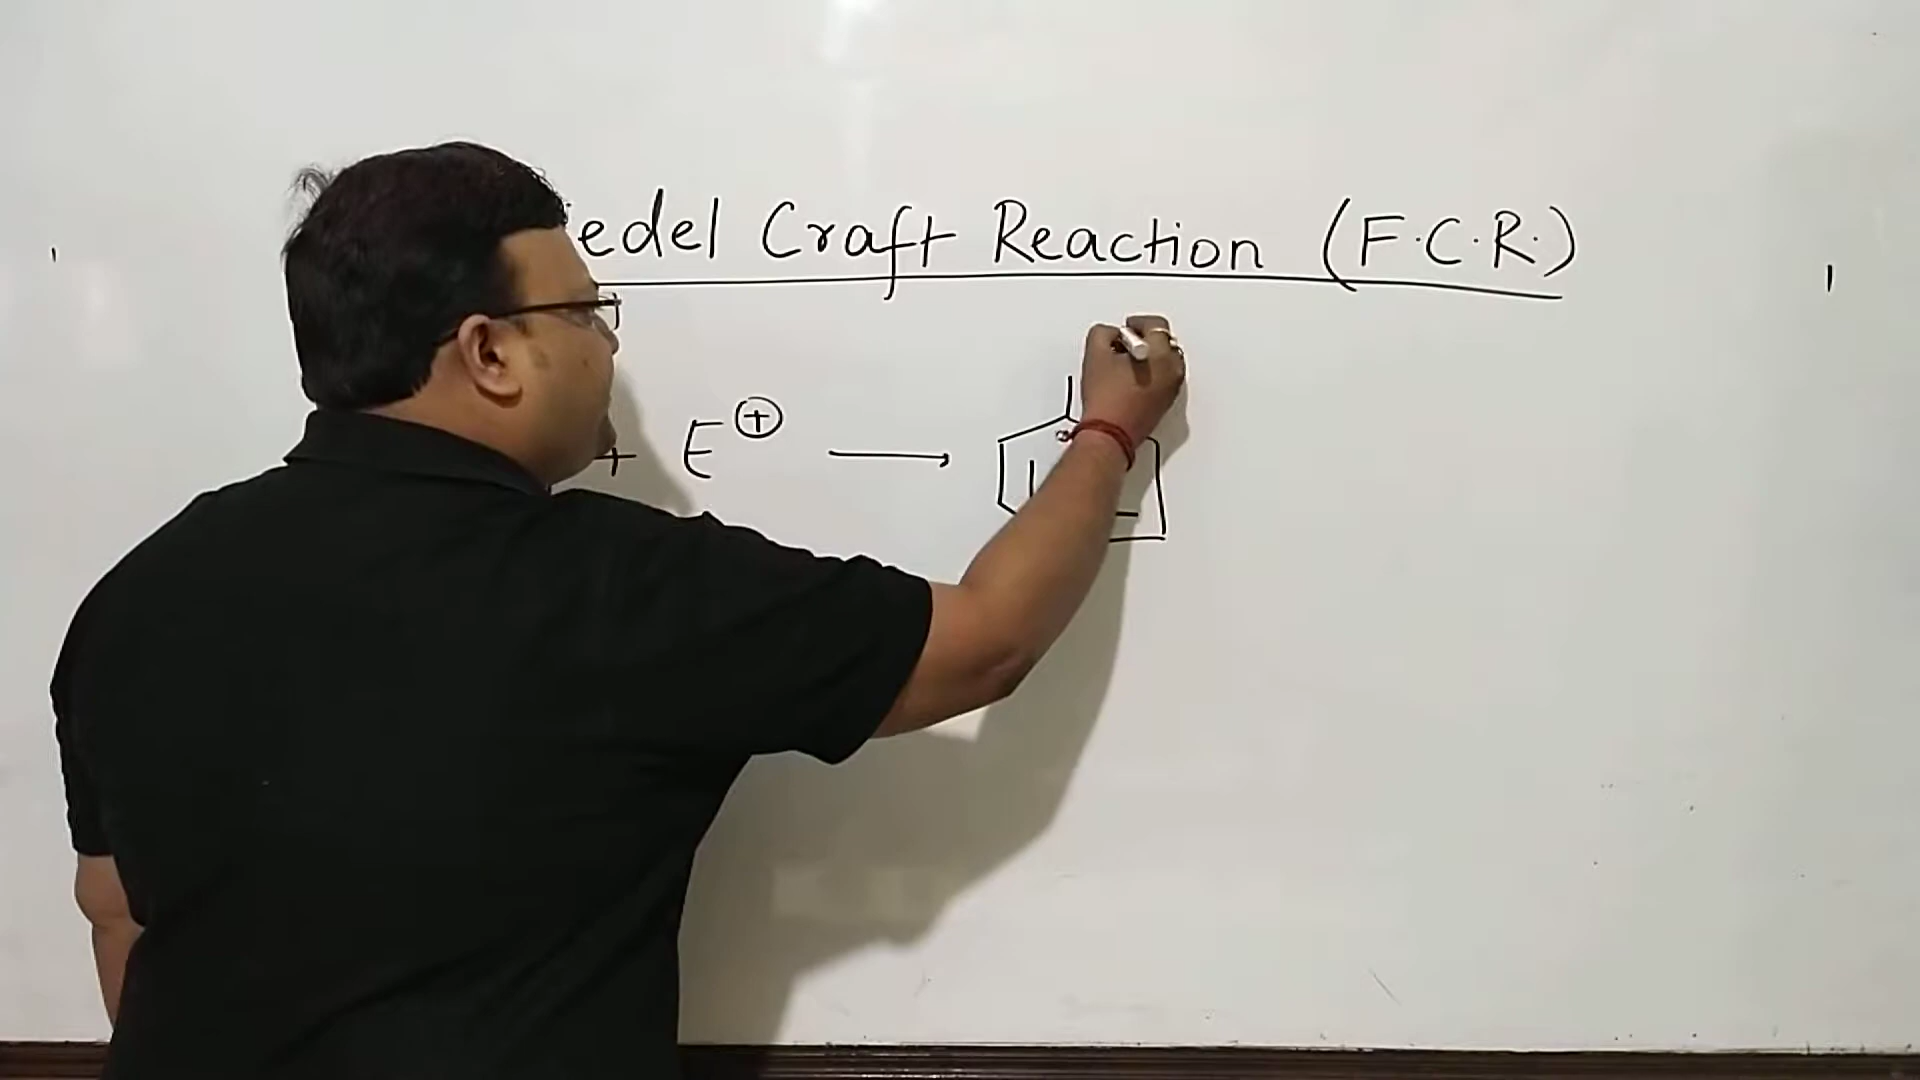 edel Craft Reaction (F.C.R.)
+ E⊕ ⟶